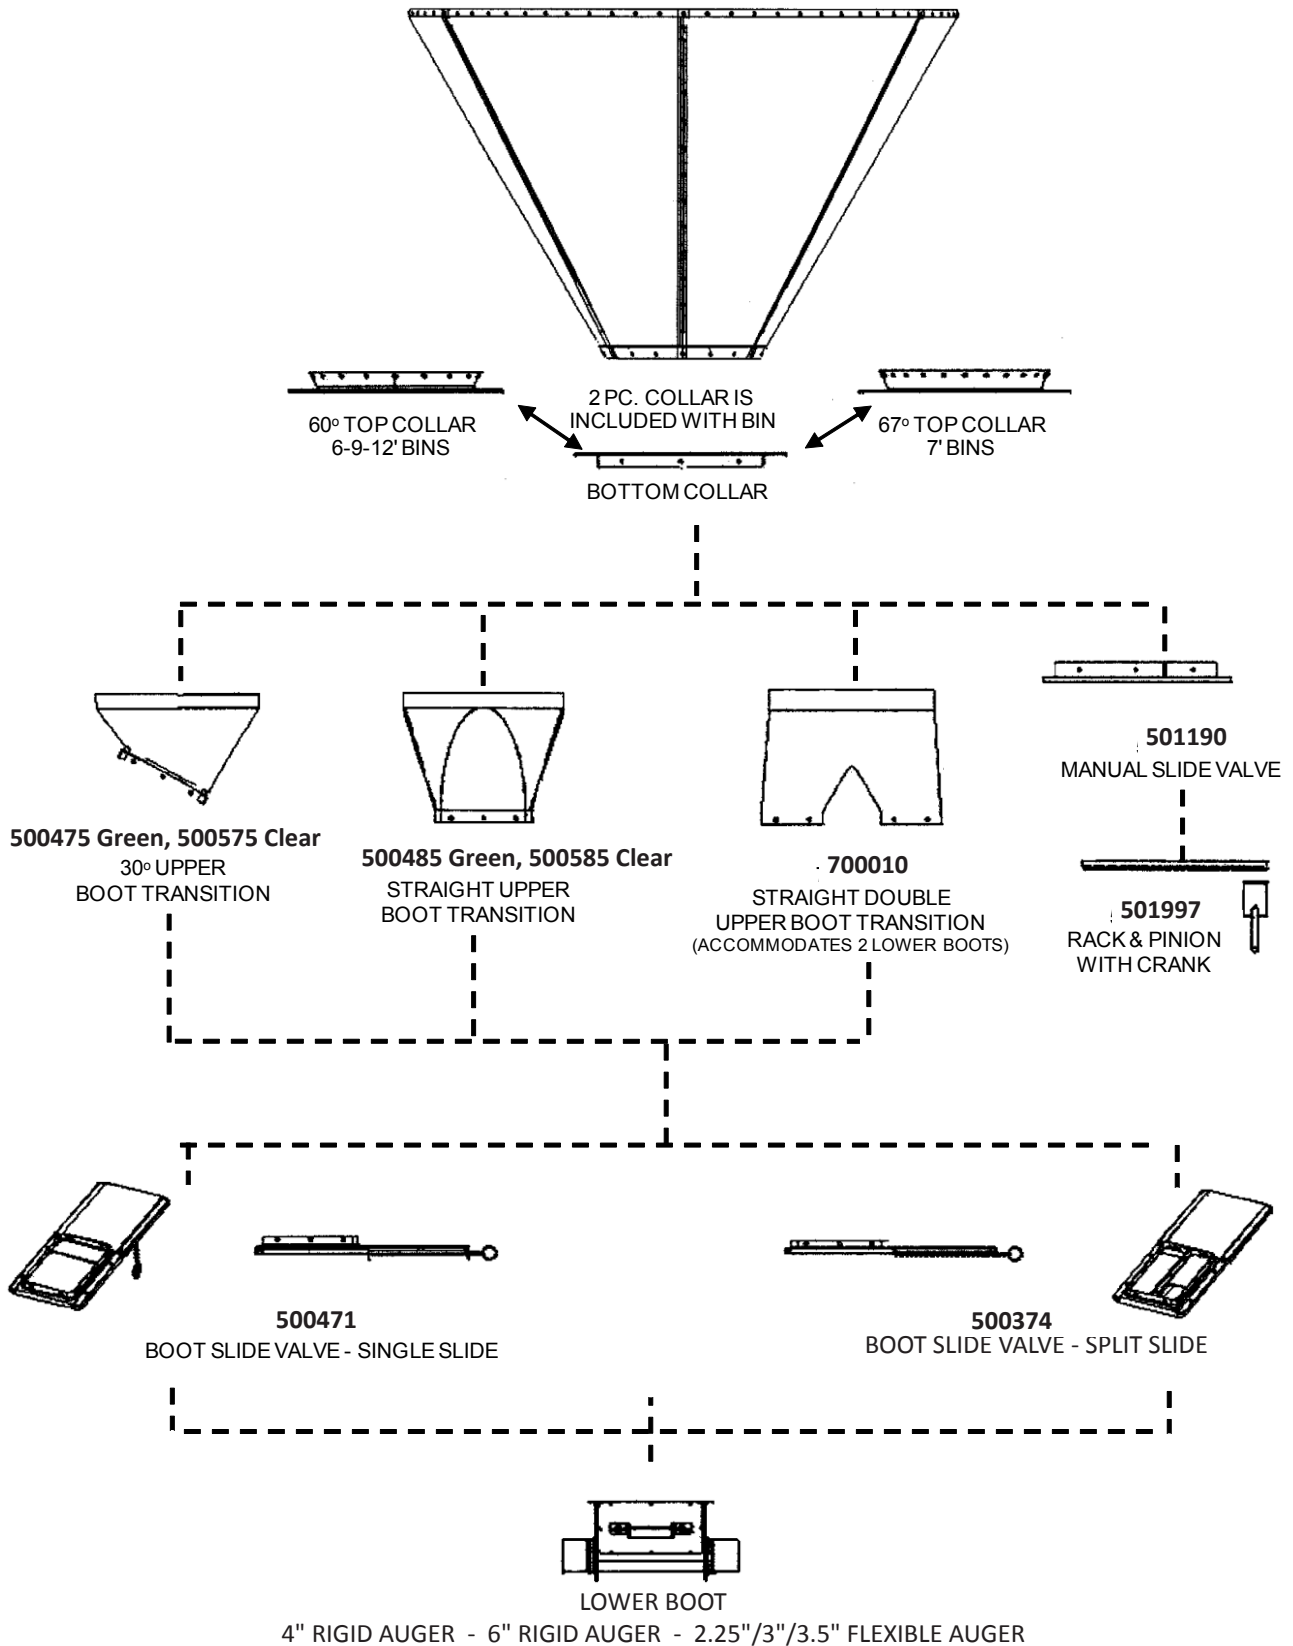 2 PC. COLLAR IS
INCLUDED WITH BIN
60º TOP COLLAR
6-9-12' BINS
67º TOP COLLAR
7' BINS
BOTTOM COLLAR
501190
MANUAL SLIDE VALVE
500475 Green, 500575 Clear
30º UPPER
BOOT TRANSITION
500485 Green, 500585 Clear
STRAIGHT UPPER
BOOT TRANSITION
700010
STRAIGHT DOUBLE
UPPER BOOT TRANSITION
(ACCOMMODATES 2 LOWER BOOTS)
501997
RACK & PINION
WITH CRANK
500471
BOOT SLIDE VALVE - SINGLE SLIDE
500374
BOOT SLIDE VALVE - SPLIT SLIDE
LOWER BOOT
4" RIGID AUGER - 6" RIGID AUGER - 2.25"/3"/3.5" FLEXIBLE AUGER